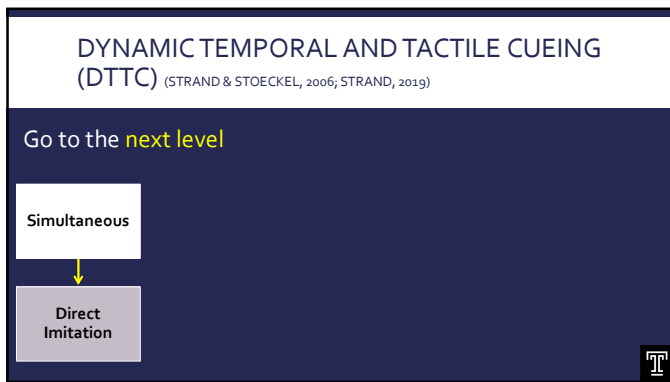 DYNAMIC TEMPORAL AND TACTILE CUEING
(DTTC) (STRAND & STOECKEL, 2006; STRAND, 2019)
Go to the next level
Simultaneous
Direct
Imitation